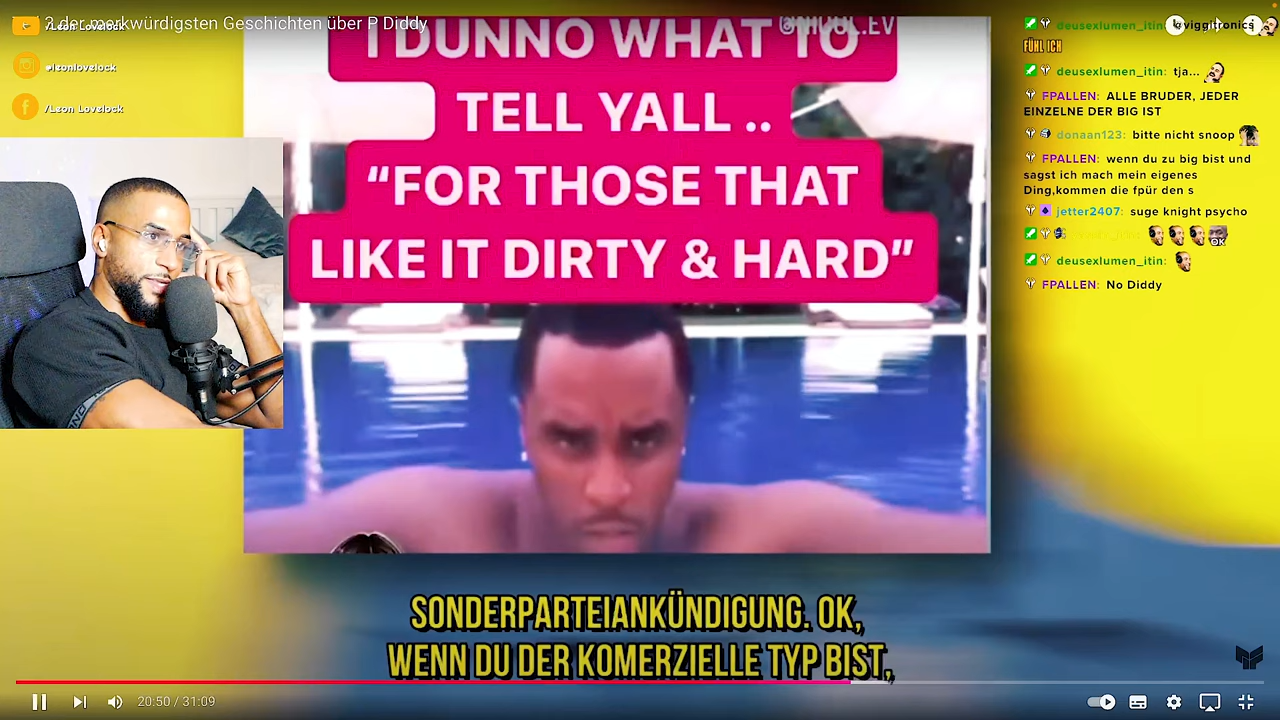 3 der merkwürdigsten Geschichten über P Diddy
/Leon Lovelock
@leonlovelock
/Leon Lovelock
I DUNNO WHAT TO
TELL YALL ..
“FOR THOSE THAT
LIKE IT DIRTY & HARD”
SONDERPARTEIANKÜNDIGUNG. OK,
WENN DU DER KOMERZIELLE TYP BIST,
20:50 / 31:09
deusexlumen_itin:
FÜHL ICH
deusexlumen_itin: tja...
FPALLEN: ALLE BRUDER, JEDER
EINZELNE DER BIG IST
donaan123: bitte nicht snoop
FPALLEN: wenn du zu big bist und
sagst ich mach mein eigenes
Ding,kommen die fpür den s
jetter2407: suge knight psycho
OK
deusexlumen_itin:
FPALLEN: No Diddy